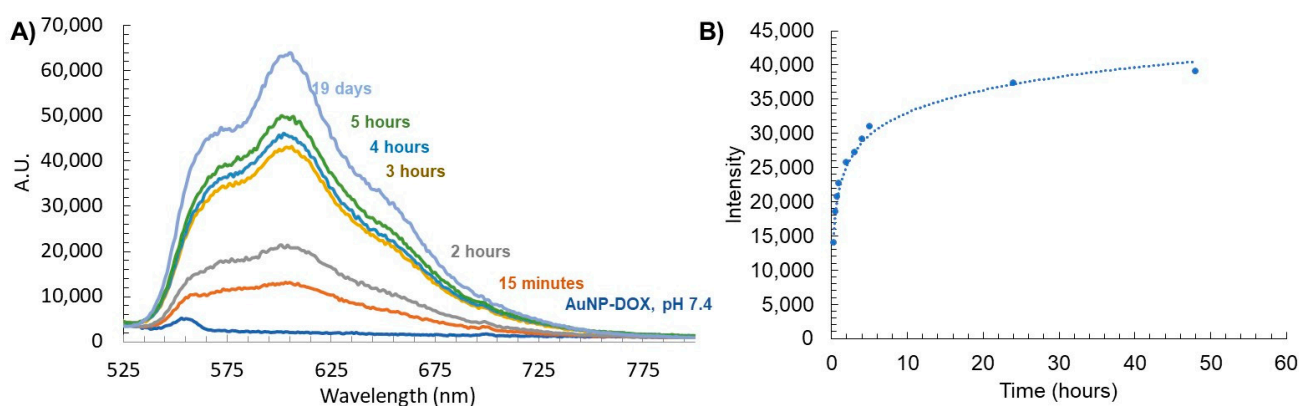 A)
70,000
60,000
50,000
40,000
30,000
20,000
10,000
0
A.U.
525
575
625
675
725
775
Wavelength (nm)
19 days
5 hours
4 hours
3 hours
2 hours
15 minutes
AuNP-DOX, pH 7.4
B)
45,000
40,000
35,000
30,000
25,000
20,000
15,000
10,000
5,000
0
Intensity
0
10
20
30
40
50
60
Time (hours)